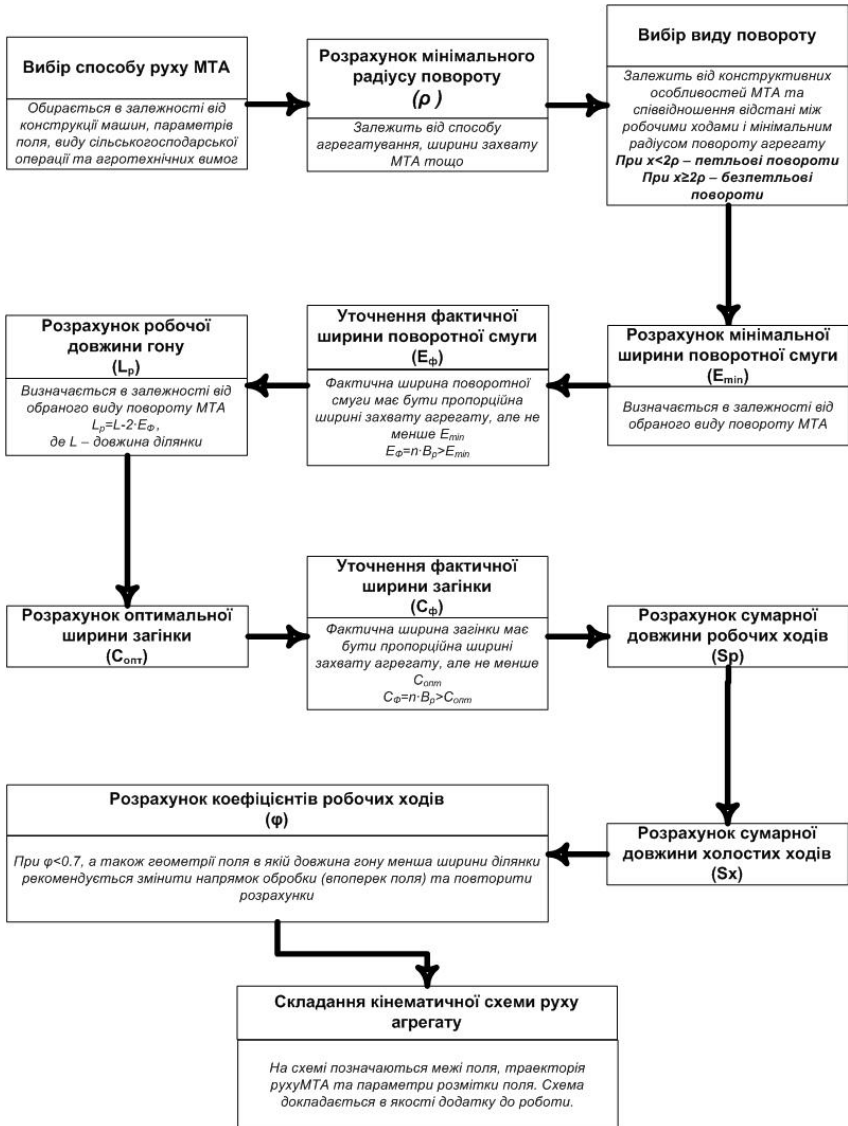 Вибір способу руху МТА
Обирається в залежності від
конструкції машин, параметрів
поля, виду сільськогосподарської
операції та агротехнічних вимог
Розрахунок мінімального
радіусу повороту
(ρ )
Залежить від способу
агрегатування, ширини захвату
МТА тощо
Вибір виду повороту
Залежить від конструктивних
особливостей МТА та
співвідношення відстані між
робочими ходами і мінімальним
радіусом повороту агрегату
При x<2ρ – петльові повороти
При x≥2ρ – безпетльові
повороти
Розрахунок робочої
довжини гону
(Lр)
Визначається в залежності від
обраного виду повороту МТА
Lр=L-2·EФ,
де L – довжина ділянки
Уточнення фактичної
ширини поворотної смуги
(Eф)
Фактична ширина поворотної
смуги має бути пропорційна
ширині захвату агрегату, але не
менше Emin
EФ=n·Bр>Emin
Розрахунок мінімальної
ширини поворотної смуги
(Emin)
Визначається в залежності від
обраного виду повороту МТА
Розрахунок оптимальної
ширини загінки
(Cопт)
Уточнення фактичної
ширини загінки
(Cф)
Фактична ширина загінки має
бути пропорційна ширині
захвату агрегату, але не менше
Cопт
CФ=n·Bр>Cопт
Розрахунок сумарної
довжини робочих ходів
(Sр)
Розрахунок коефіцієнтів робочих ходів
(φ)
При φ<0.7, а також геометрії поля в якій довжина гону менша ширини ділянки
рекомендується змінити напрямок обробки (впоперек поля) та повторити
розрахунки
Розрахунок сумарної
довжини холостих ходів
(Sx)
Складання кінематичної схеми руху
агрегату
На схемі позначаються межі поля, траекторія
рухуМТА та параметри розмітки поля. Схема
докладається в якості додатку до роботи.